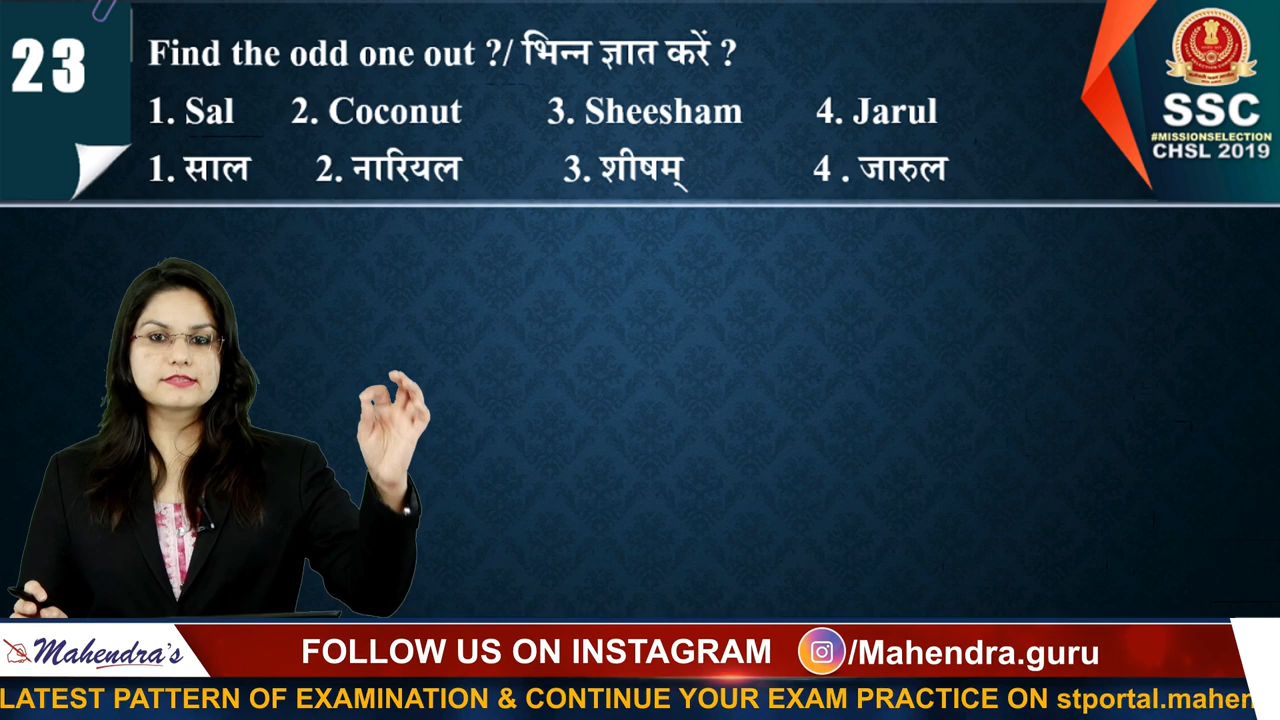 23
Find the odd one out ?/ भिन्न ज्ञात करें ?
1. Sal 2. Coconut 3. Sheesham 4. Jarul
1. साल 2. नारियल 3. शीषम् 4 . जारुल
SSC
#MISSIONSELECTION
CHSL 2019
Mahendra's
FOLLOW US ON INSTAGRAM /Mahendra.guru
LATEST PATTERN OF EXAMINATION & CONTINUE YOUR EXAM PRACTICE ON stportal.mahen